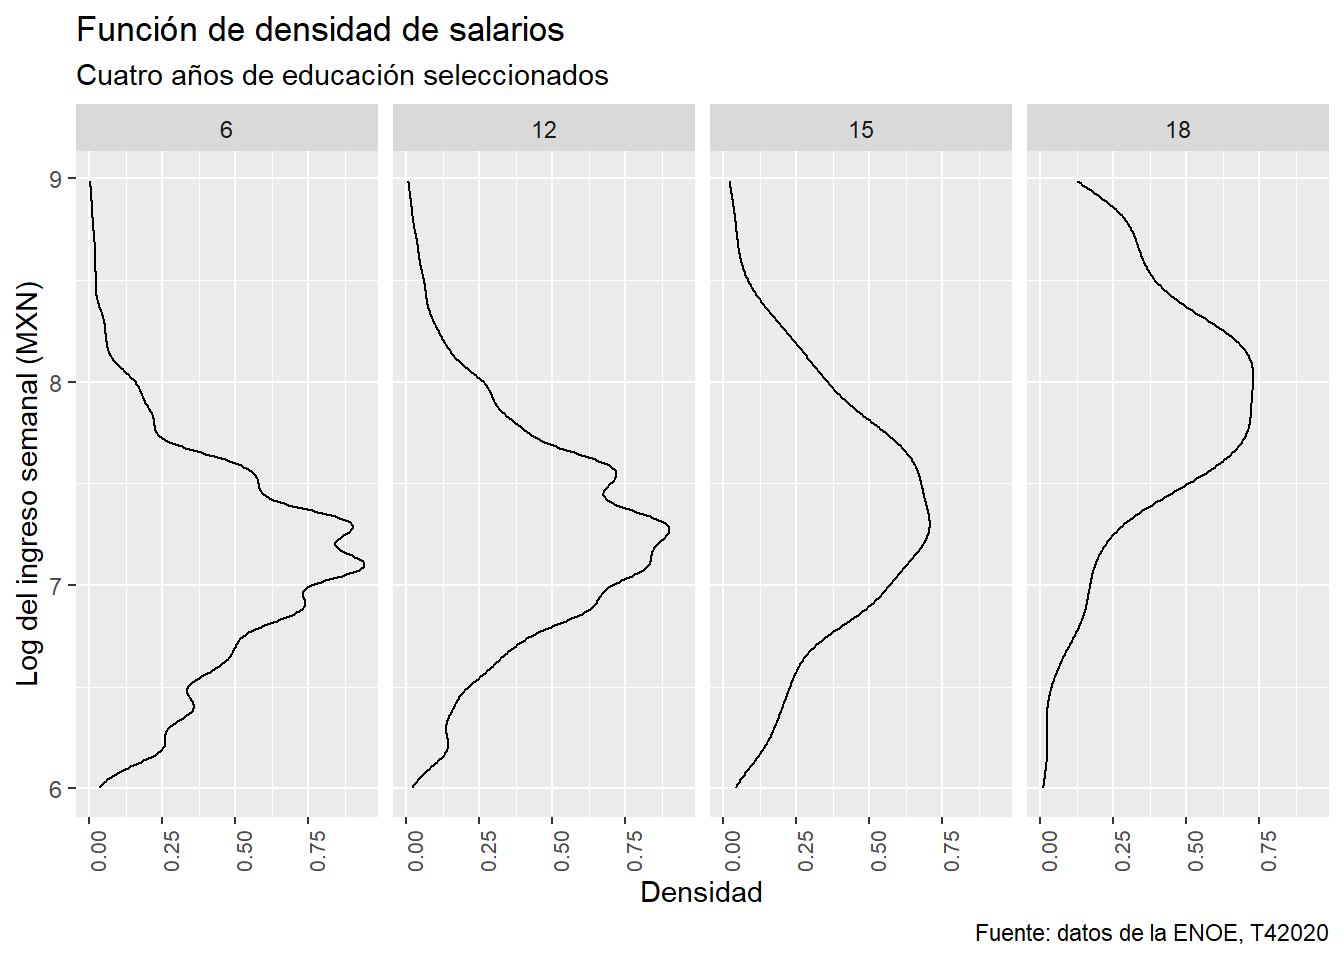 Función de densidad de salarios
Cuatro años de educación seleccionados
6 12 15 18
Log del ingreso semanal (MXN)
9
8
7
6
0.00 0.25 0.50 0.75 0.00 0.25 0.50 0.75 0.00 0.25 0.50 0.75 0.00 0.25 0.50 0.75
Densidad
Fuente: datos de la ENOE, T42020